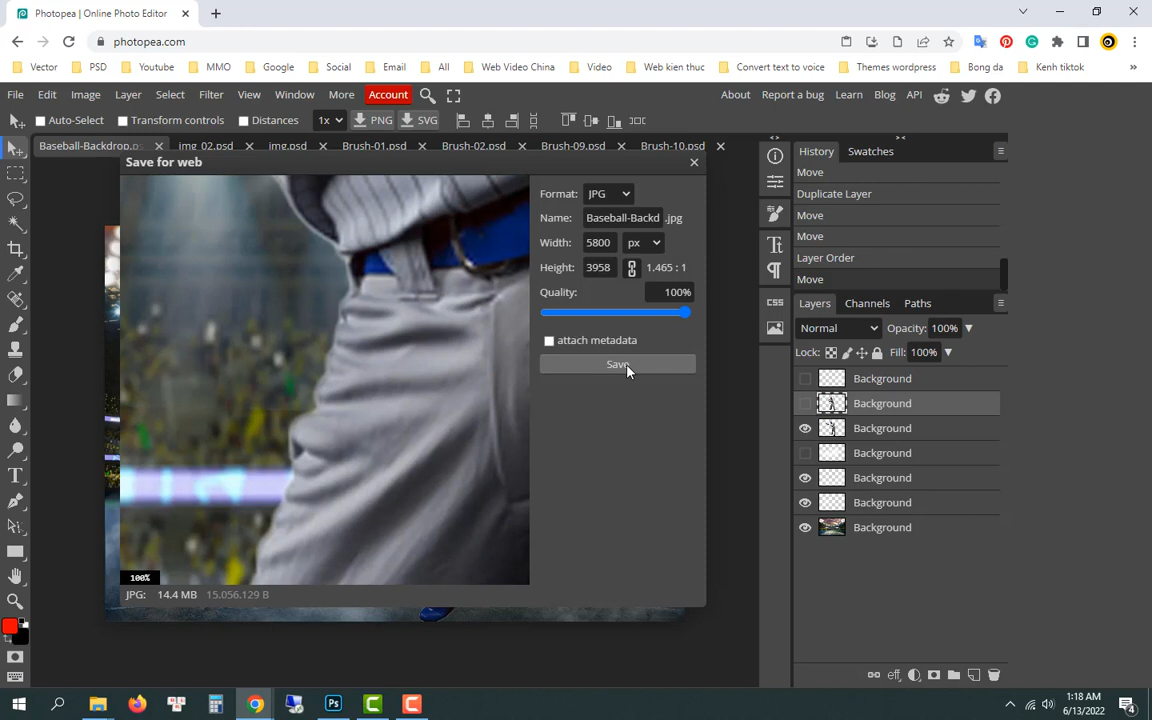 Photopea | Online Photo Editor
photopea.com
Vector PSD Youtube MMO Google Social Email All Web Video China Video Web kien thuc Convert text to voice Themes wordpress Bong da Kenh tiktok
File Edit Image Layer Select Filter View Window More Account About Report a bug Learn Blog API
Auto-Select Transform controls Distances 1x PNG SVG
Baseball-Backdrop.ps img_02.psd img.psd Brush-01.psd Brush-02.psd Brush-09.psd Brush-10.psd
Save for web
Format: JPG
Name: Baseball-Backd .jpg
Width: 5800 px
Height: 3958 1.465 : 1
Quality: 100%
attach metadata
Save
100%
JPG: 14.4 MB 15.056.129 B
CSS
History Swatches
Move
Duplicate Layer
Move
Move
Layer Order
Move
Layers Channels Paths
Normal Opacity: 100%
Lock: Fill: 100%
Background
Background
Background
Background
Background
Background
Background
eff
Ps
1:18 AM
6/13/2022
4